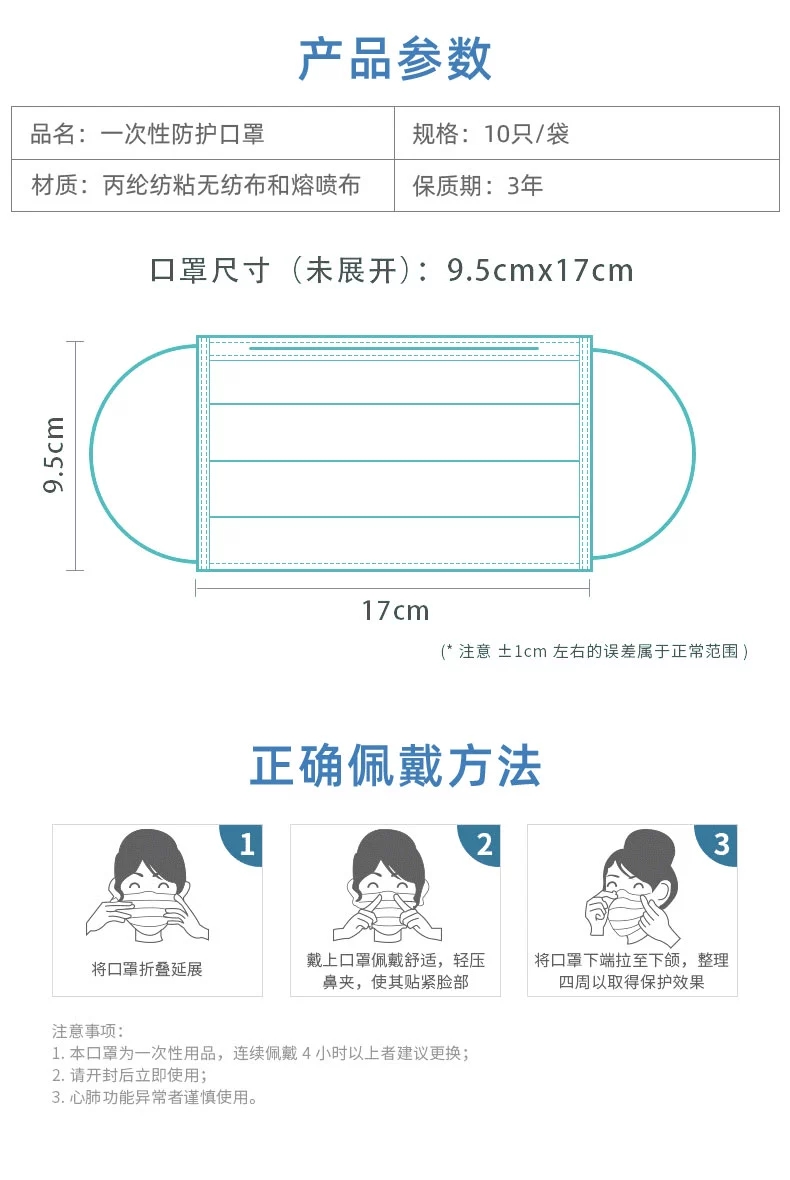 产品参数
品名：一次性防护口罩
规格：10只/袋
材质：丙纶纺粘无纺布和熔喷布
保质期：3年
口罩尺寸（未展开）：9.5cmx17cm
9.5cm
17cm
(* 注意 ±1cm 左右的误差属于正常范围 )
正确佩戴方法
1
将口罩折叠延展
2
戴上口罩佩戴舒适，轻压
鼻夹，使其贴紧脸部
3
将口罩下端拉至下颌，整理
四周以取得保护效果
注意事项：
1. 本口罩为一次性用品，连续佩戴 4 小时以上者建议更换；
2. 请开封后立即使用；
3. 心肺功能异常者谨慎使用。